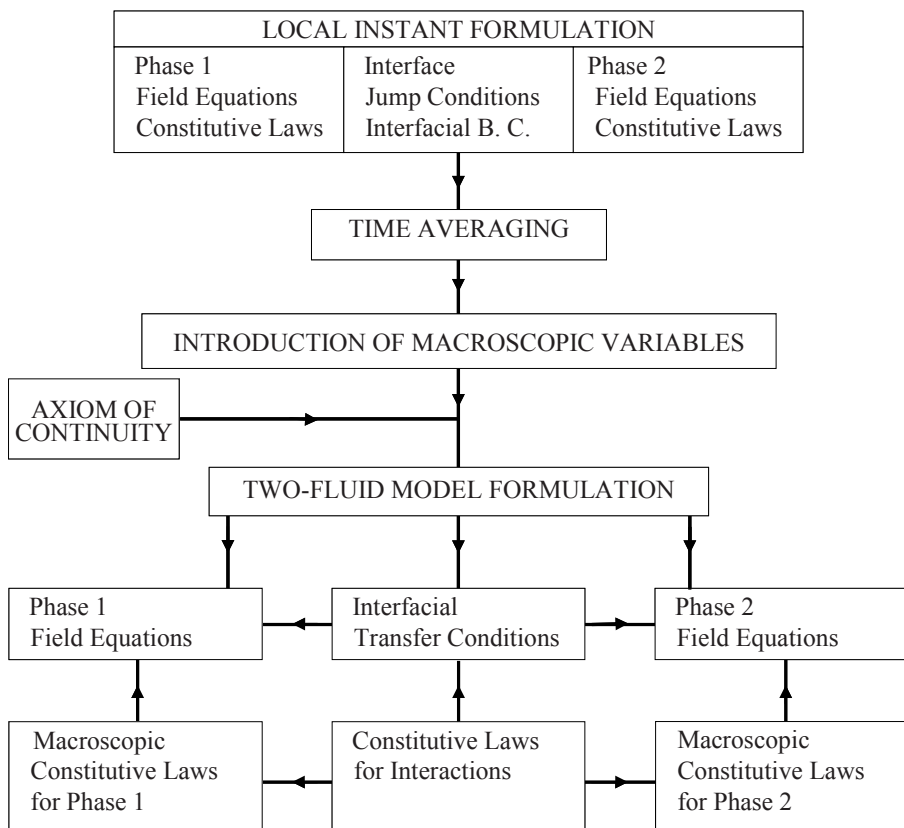 LOCAL INSTANT FORMULATION
Phase 1
Field Equations
Constitutive Laws
Interface
Jump Conditions
Interfacial B. C.
Phase 2
Field Equations
Constitutive Laws
TIME AVERAGING
INTRODUCTION OF MACROSCOPIC VARIABLES
AXIOM OF
CONTINUITY
TWO-FLUID MODEL FORMULATION
Phase 1
Field Equations
Interfacial
Transfer Conditions
Phase 2
Field Equations
Macroscopic
Constitutive Laws
for Phase 1
Constitutive Laws
for Interactions
Macroscopic
Constitutive Laws
for Phase 2